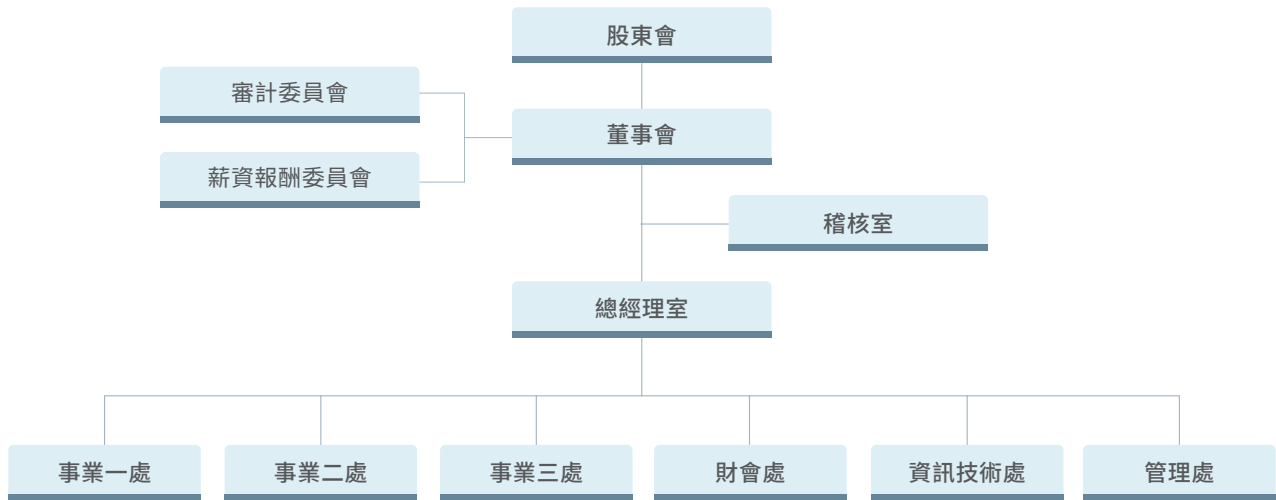 股東會
審計委員會
董事會
薪資報酬委員會
稽核室
總經理室
事業一處
事業二處
事業三處
財會處
資訊技術處
管理處